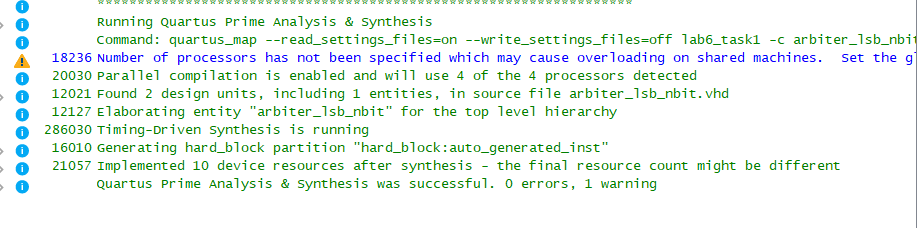 *******************************************************************
Running Quartus Prime Analysis & Synthesis
Command: quartus_map --read_settings_files=on --write_settings_files=off lab6_task1 -c arbiter_lsb_nbit
18236 Number of processors has not been specified which may cause overloading on shared machines.  Set the gl
20030 Parallel compilation is enabled and will use 4 of the 4 processors detected
12021 Found 2 design units, including 1 entities, in source file arbiter_lsb_nbit.vhd
12127 Elaborating entity "arbiter_lsb_nbit" for the top level hierarchy
286030 Timing-Driven Synthesis is running
16010 Generating hard_block partition "hard_block:auto_generated_inst"
21057 Implemented 10 device resources after synthesis - the final resource count might be different
Quartus Prime Analysis & Synthesis was successful. 0 errors, 1 warning